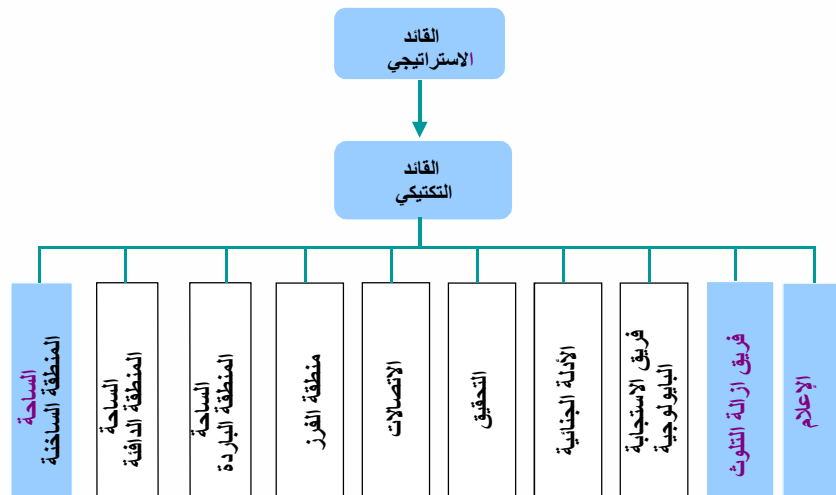 القائد
الاستراتيجي
القائد
التكتيكي
الإعلام
فريق ازالة التلوث
فريق الاستجابة
البايولوجية
الأدلة الجنائية
التحقيق
الاتصالات
منطقة الفرز
الساحة
المنطقة الباردة
الساحة
المنطقة الدافئة
الساحة
المنطقة الساخنة